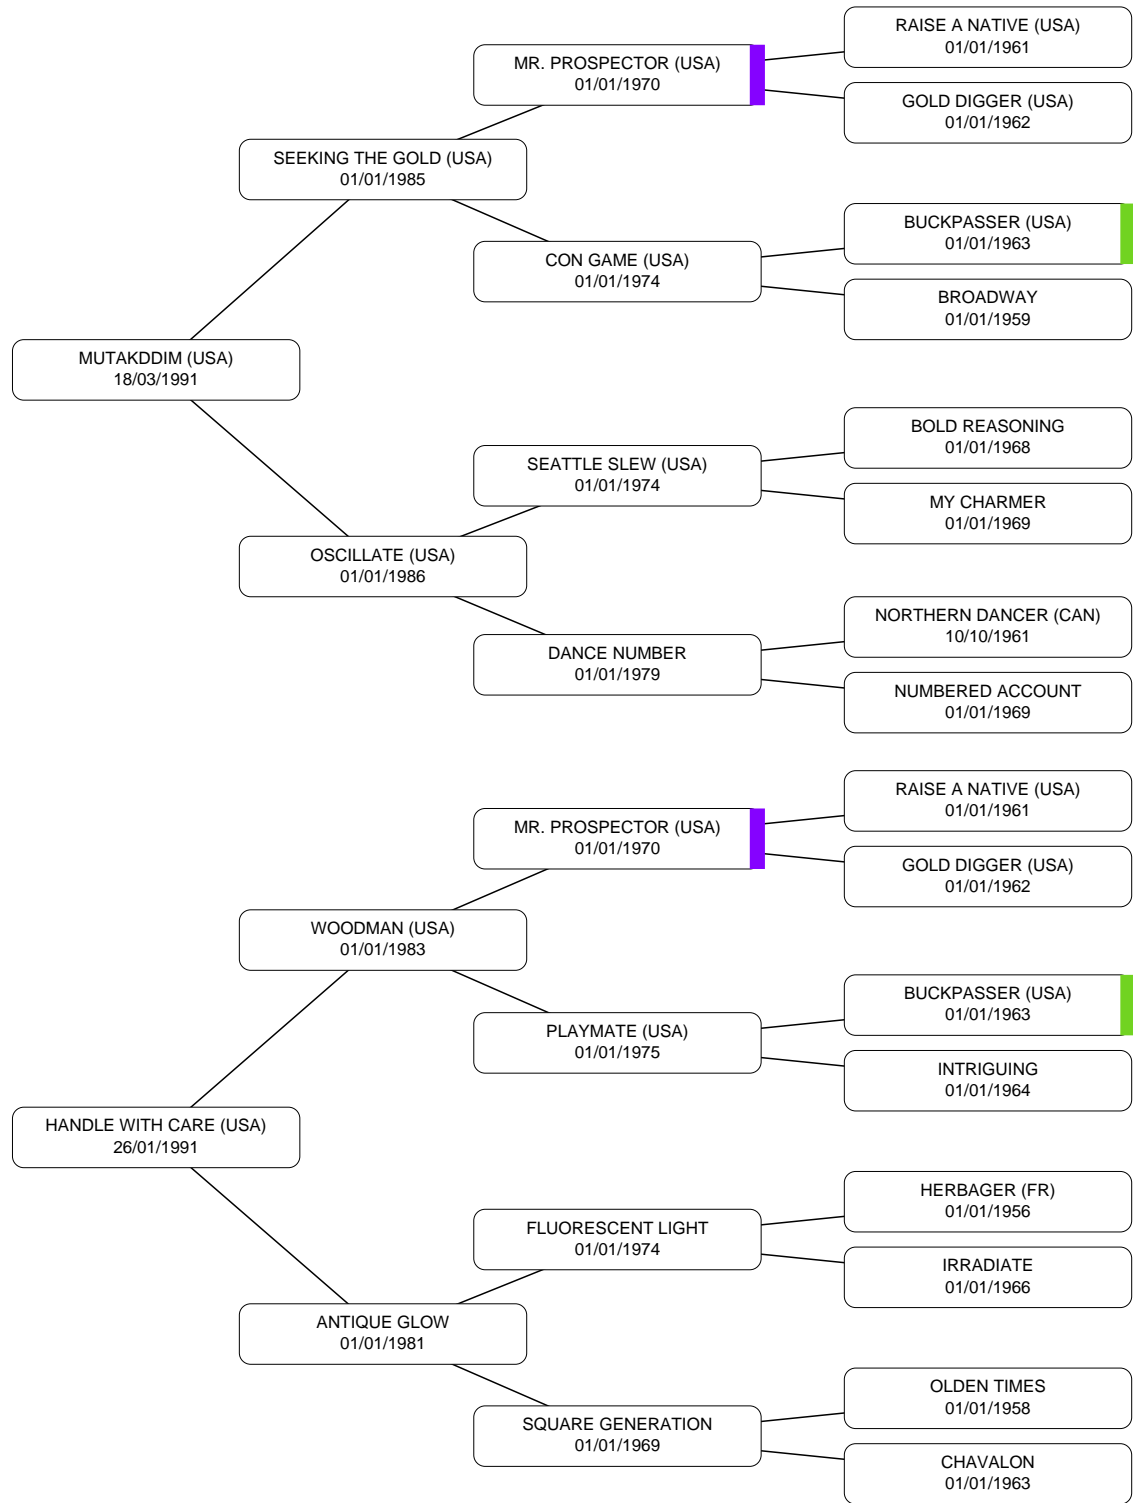 RAISE A NATIVE (USA)
01/01/1961
MR. PROSPECTOR (USA)
01/01/1970
GOLD DIGGER (USA)
01/01/1962
SEEKING THE GOLD (USA)
01/01/1985
BUCKPASSER (USA)
01/01/1963
CON GAME (USA)
01/01/1974
BROADWAY
01/01/1959
MUTAKDDIM (USA)
18/03/1991
BOLD REASONING
01/01/1968
SEATTLE SLEW (USA)
01/01/1974
MY CHARMER
01/01/1969
OSCILLATE (USA)
01/01/1986
NORTHERN DANCER (CAN)
10/10/1961
DANCE NUMBER
01/01/1979
NUMBERED ACCOUNT
01/01/1969
RAISE A NATIVE (USA)
01/01/1961
MR. PROSPECTOR (USA)
01/01/1970
GOLD DIGGER (USA)
01/01/1962
WOODMAN (USA)
01/01/1983
BUCKPASSER (USA)
01/01/1963
PLAYMATE (USA)
01/01/1975
INTRIGUING
01/01/1964
HANDLE WITH CARE (USA)
26/01/1991
HERBAGER (FR)
01/01/1956
FLUORESCENT LIGHT
01/01/1974
IRRADIATE
01/01/1966
ANTIQUE GLOW
01/01/1981
OLDEN TIMES
01/01/1958
SQUARE GENERATION
01/01/1969
CHAVALON
01/01/1963